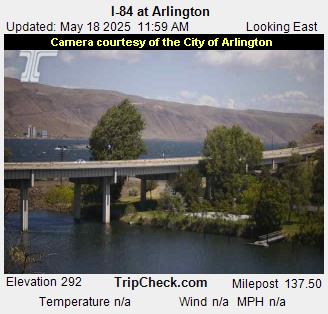 I-84 at Arlington
Updated: May 18 2025 11:59 AM Looking East
Camera courtesy of the City of Arlington
Elevation 292 TripCheck.com Milepost 137.50
Temperature n/a Wind n/a MPH n/a